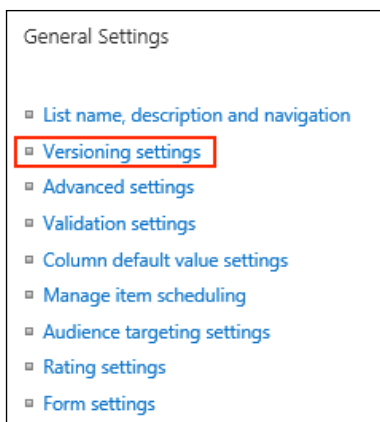 General Settings
List name, description and navigation
Versioning settings
Advanced settings
Validation settings
Column default value settings
Manage item scheduling
Audience targeting settings
Rating settings
Form settings